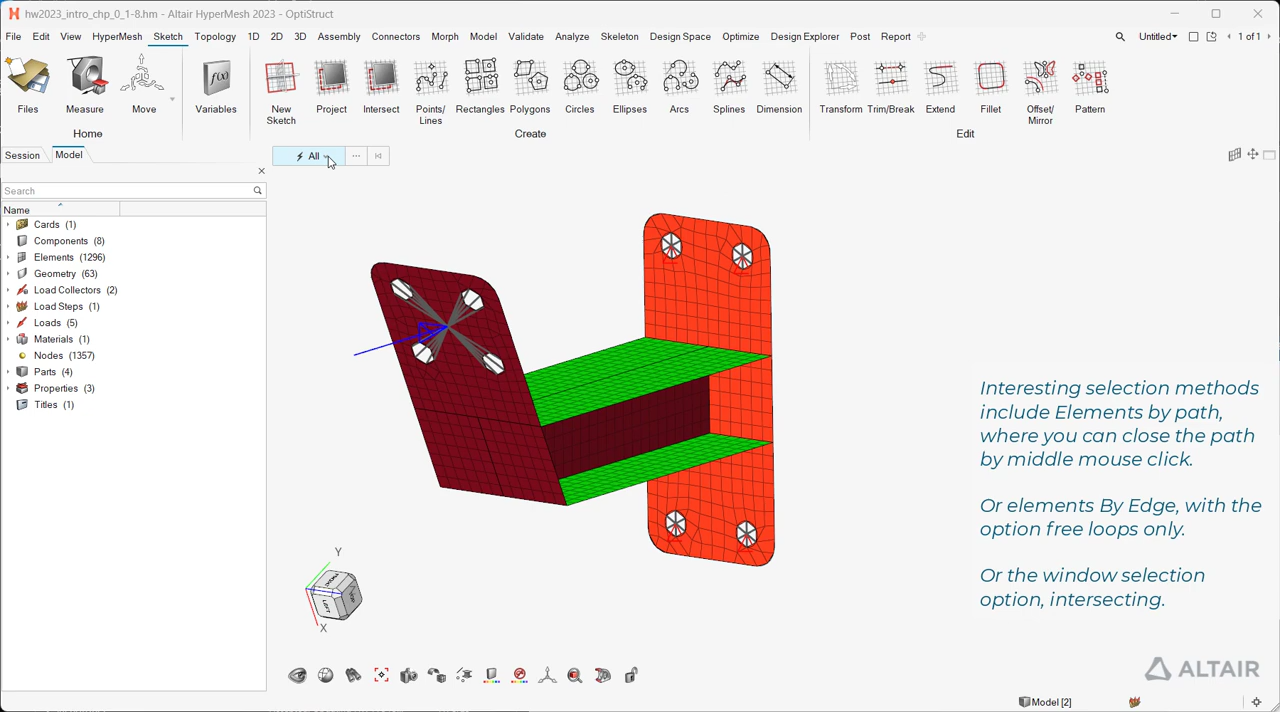 hw2023_intro_chp_0_1-8.hm - Altair HyperMesh 2023 - OptiStruct
File Edit View HyperMesh Sketch Topology 1D 2D 3D Assembly Connectors Morph Model Validate Analyze Skeleton Design Space Optimize Design Explorer Post Report Untitled 1 of 1
f(x)
Files Measure Move Variables New Sketch Project Intersect Points/Lines Rectangles Polygons Circles Ellipses Arcs Splines Dimension Transform Trim/Break Extend Fillet Offset/Mirror Pattern
Home Create Edit
Session Model
All
Search
Name
Cards (1)
Components (8)
Elements (1296)
Geometry (63)
Load Collectors (2)
Load Steps (1)
Loads (5)
Materials (1)
Nodes (1357)
Parts (4)
Properties (3)
Titles (1)
Interesting selection methods
include Elements by path,
where you can close the path
by middle mouse click.
Or elements By Edge, with the
option free loops only.
Or the window selection
option, intersecting.
Y
LEFT
X
ALTAIR
Model [2]